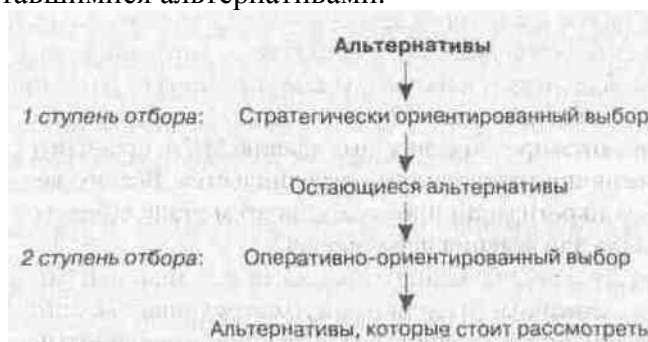 тавшимися альтернативами.
Альтернативы
1 ступень отбора: Стратегически ориентированный выбор
Остающиеся альтернативы
2 ступень отбора: Оперативно-ориентированный выбор
Альтернативы, которые стоит рассмотреть